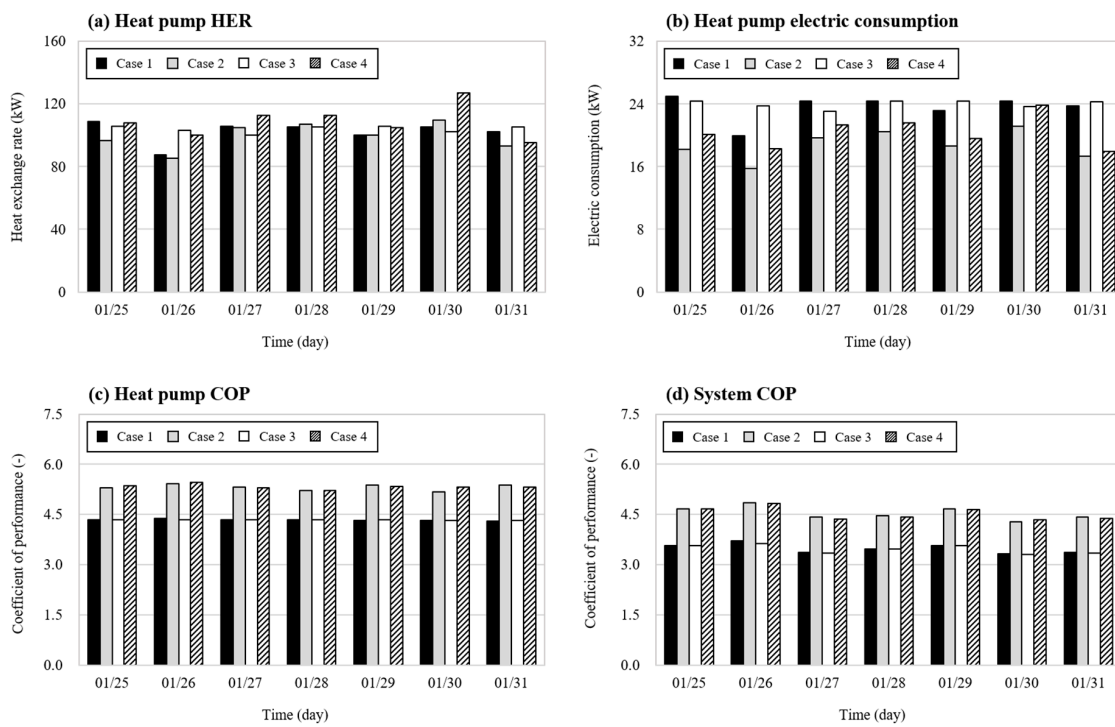 (a) Heat pump HER
160
120
80
40
0
Heat exchange rate (kW)
Case 1 Case 2 Case 3 Case 4
01/25 01/26 01/27 01/28 01/29 01/30 01/31
Time (day)
(b) Heat pump electric consumption
32
24
16
8
0
Electric consumption (kW)
Case 1 Case 2 Case 3 Case 4
01/25 01/26 01/27 01/28 01/29 01/30 01/31
Time (day)
(c) Heat pump COP
7.5
6.0
4.5
3.0
1.5
0.0
Coefficient of performance (-)
Case 1 Case 2 Case 3 Case 4
01/25 01/26 01/27 01/28 01/29 01/30 01/31
Time (day)
(d) System COP
7.5
6.0
4.5
3.0
1.5
0.0
Coefficient of performance (-)
Case 1 Case 2 Case 3 Case 4
01/25 01/26 01/27 01/28 01/29 01/30 01/31
Time (day)